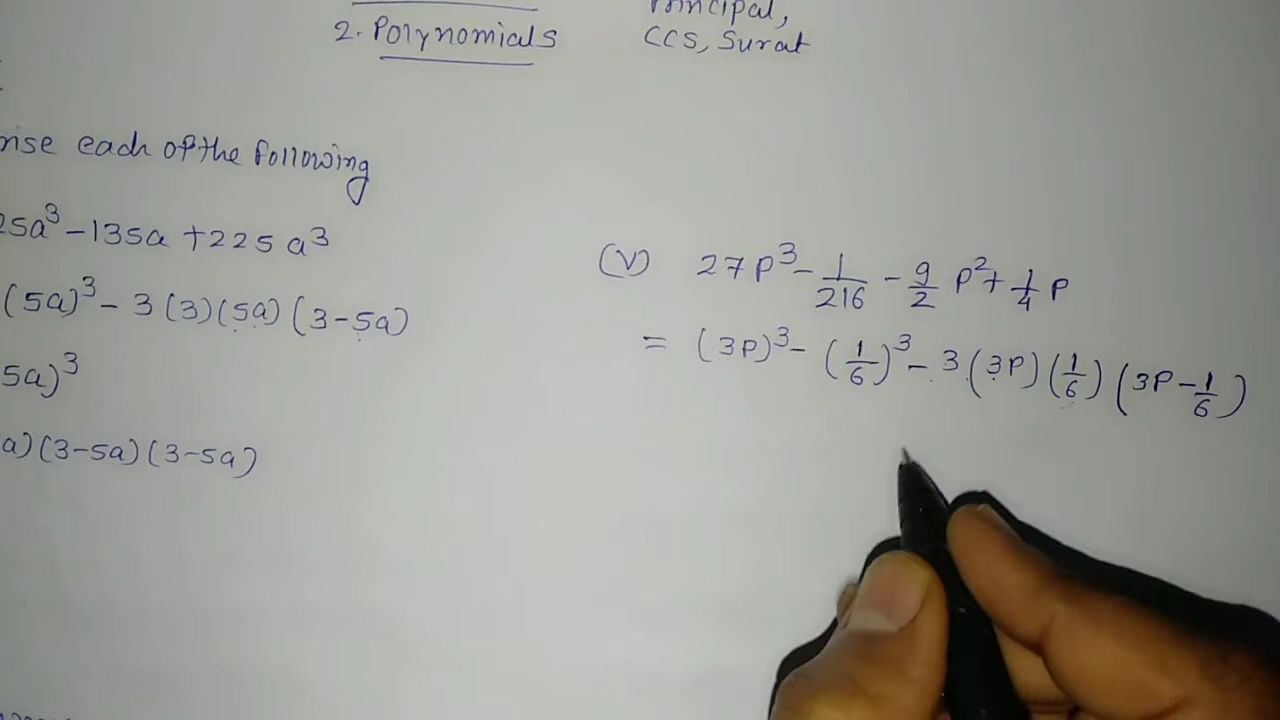 Principal,
2. Polynomials
CCS, Surat
each of the following
25a³ - 135a + 225a³
(5a)³ - 3(3)(5a)(3-5a)
5a)³
a)(3-5a)(3-5a)
(V) 27P³ - 1/216 - 9/2 P² + 1/4 P
= (3P)³ - (1/6)³ - 3(3P)(1/6)(3P - 1/6)